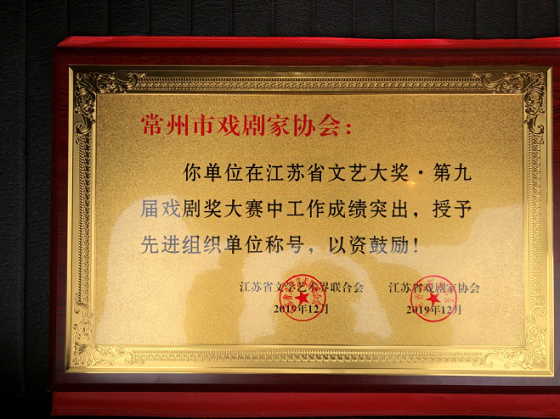 常州市戏剧家协会：
你单位在江苏省文艺大奖·第九
届戏剧奖大赛中工作成绩突出，授予
先进组织单位称号，以资鼓励！
江苏省文学艺术界联合会 江苏省戏剧家协会
2019年12月 2019年12月